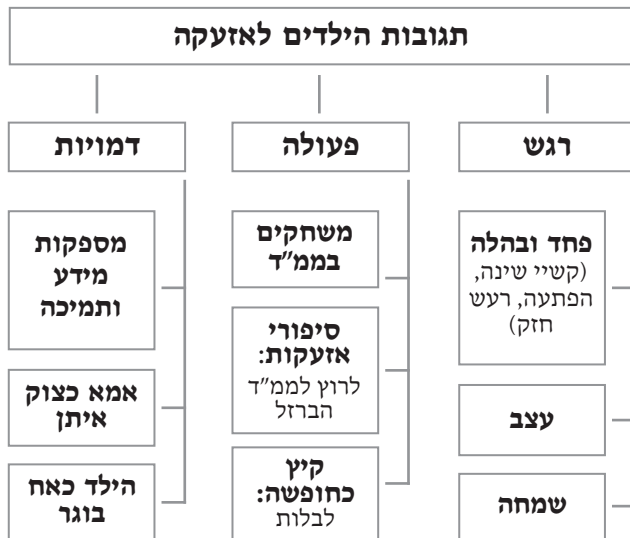 תגובות הילדים לאזעקה
רגש
פחד ובהלה
(קשיי שינה,
הפתעה, רעש
חזק)
עצב
שמחה
פעולה
משחקים
בממ"ד
סיפורי
אזעקות:
לרוץ לממ"ד
הברזל
קיץ
כחופשה:
לבלות
דמויות
מספקות
מידע
ותמיכה
אמא כצוק
איתן
הילד כאח
בוגר